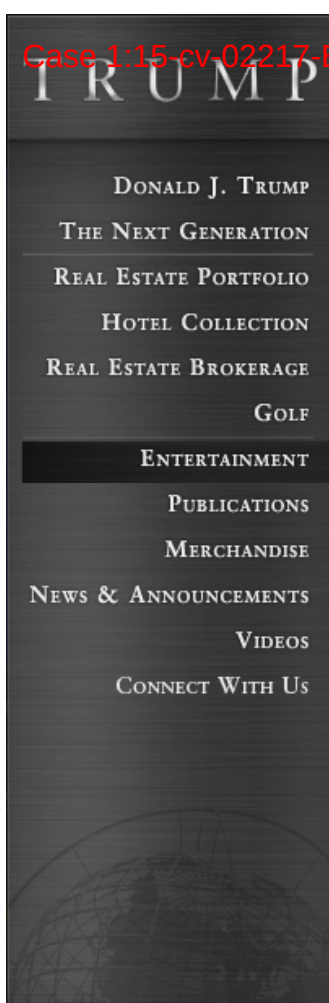 Case 1:15-cv-02217-E
TRUMP
Donald J. Trump
The Next Generation
Real Estate Portfolio
Hotel Collection
Real Estate Brokerage
Golf
Entertainment
Publications
Merchandise
News & Announcements
Videos
Connect With Us